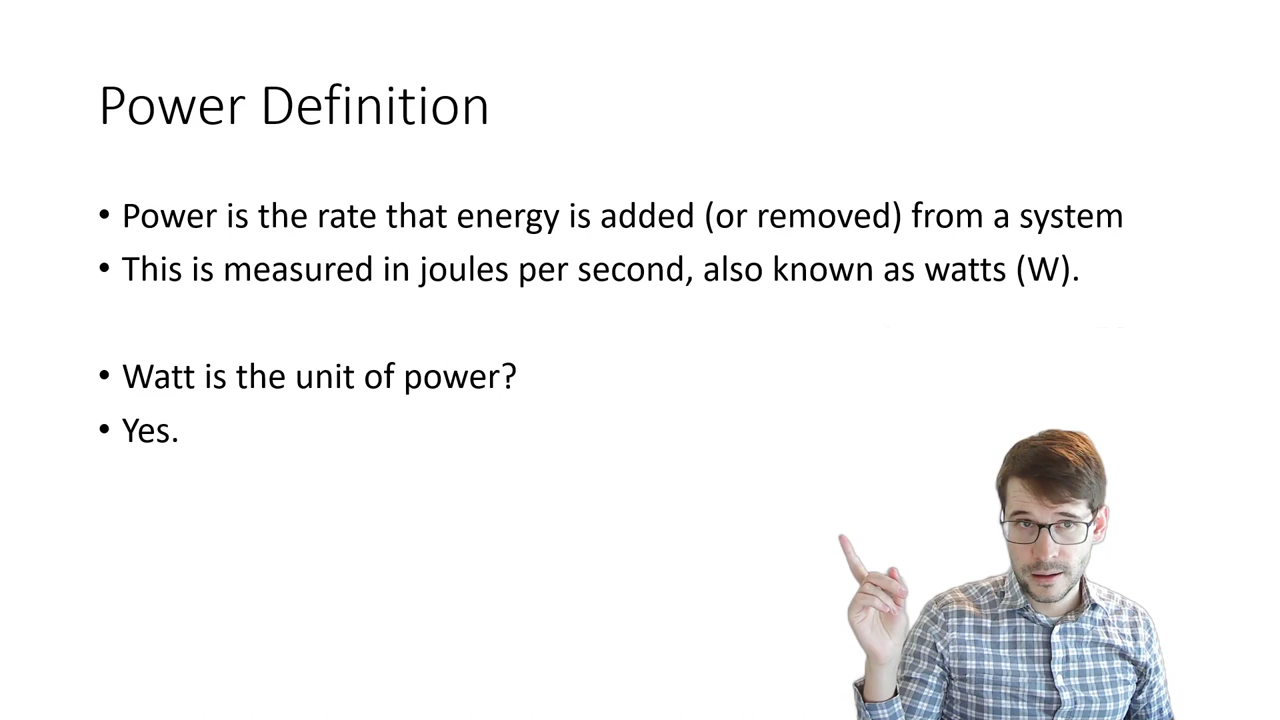 Power Definition
• Power is the rate that energy is added (or removed) from a system
• This is measured in joules per second, also known as watts (W).
• Watt is the unit of power?
• Yes.